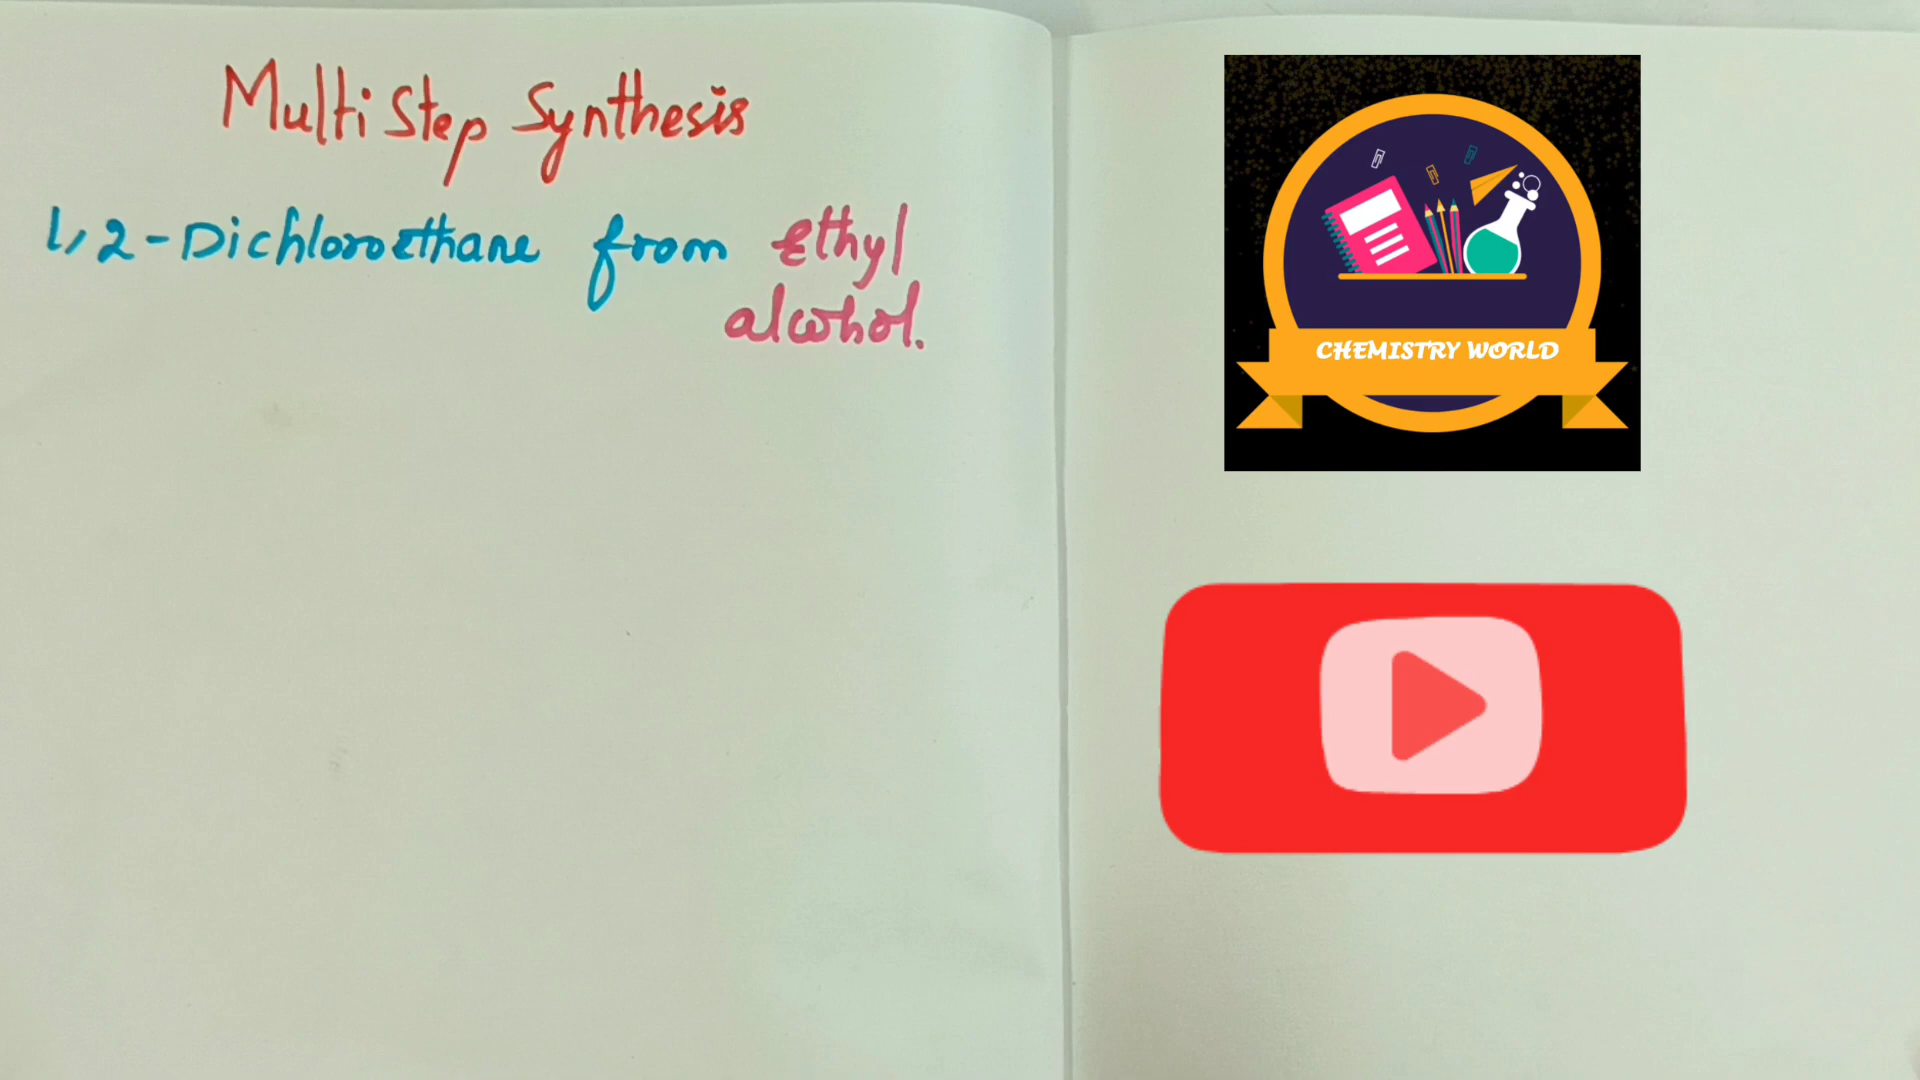 Multi Step Synthesis
1,2-Dichloroethane from Ethyl
alcohol.
CHEMISTRY WORLD